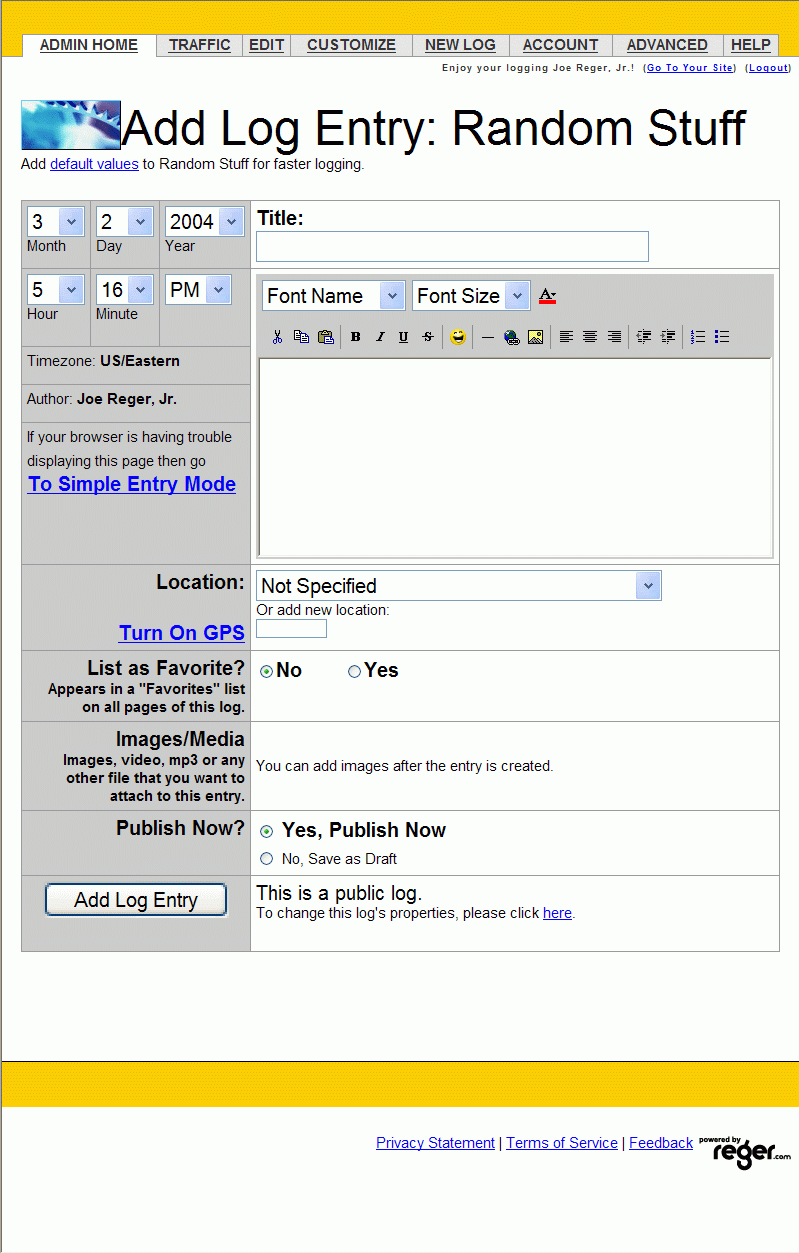 ADMIN HOME TRAFFIC EDIT CUSTOMIZE NEW LOG ACCOUNT ADVANCED HELP
Enjoy your logging Joe Reger, Jr.! (Go To Your Site) (Logout)
Add Log Entry: Random Stuff
Add default values to Random Stuff for faster logging.
3 2 2004
Month Day Year
Title:
5 16 PM
Hour Minute
Font Name Font Size A
B I U S
Timezone: US/Eastern
Author: Joe Reger, Jr.
If your browser is having trouble
displaying this page then go
To Simple Entry Mode
Location: Not Specified
Or add new location:
Turn On GPS
List as Favorite? No Yes
Appears in a "Favorites" list
on all pages of this log.
Images/Media
Images, video, mp3 or any
other file that you want to
attach to this entry.
You can add images after the entry is created.
Publish Now? Yes, Publish Now
No, Save as Draft
Add Log Entry
This is a public log.
To change this log's properties, please click here.
Privacy Statement | Terms of Service | Feedback
powered by
reger.com